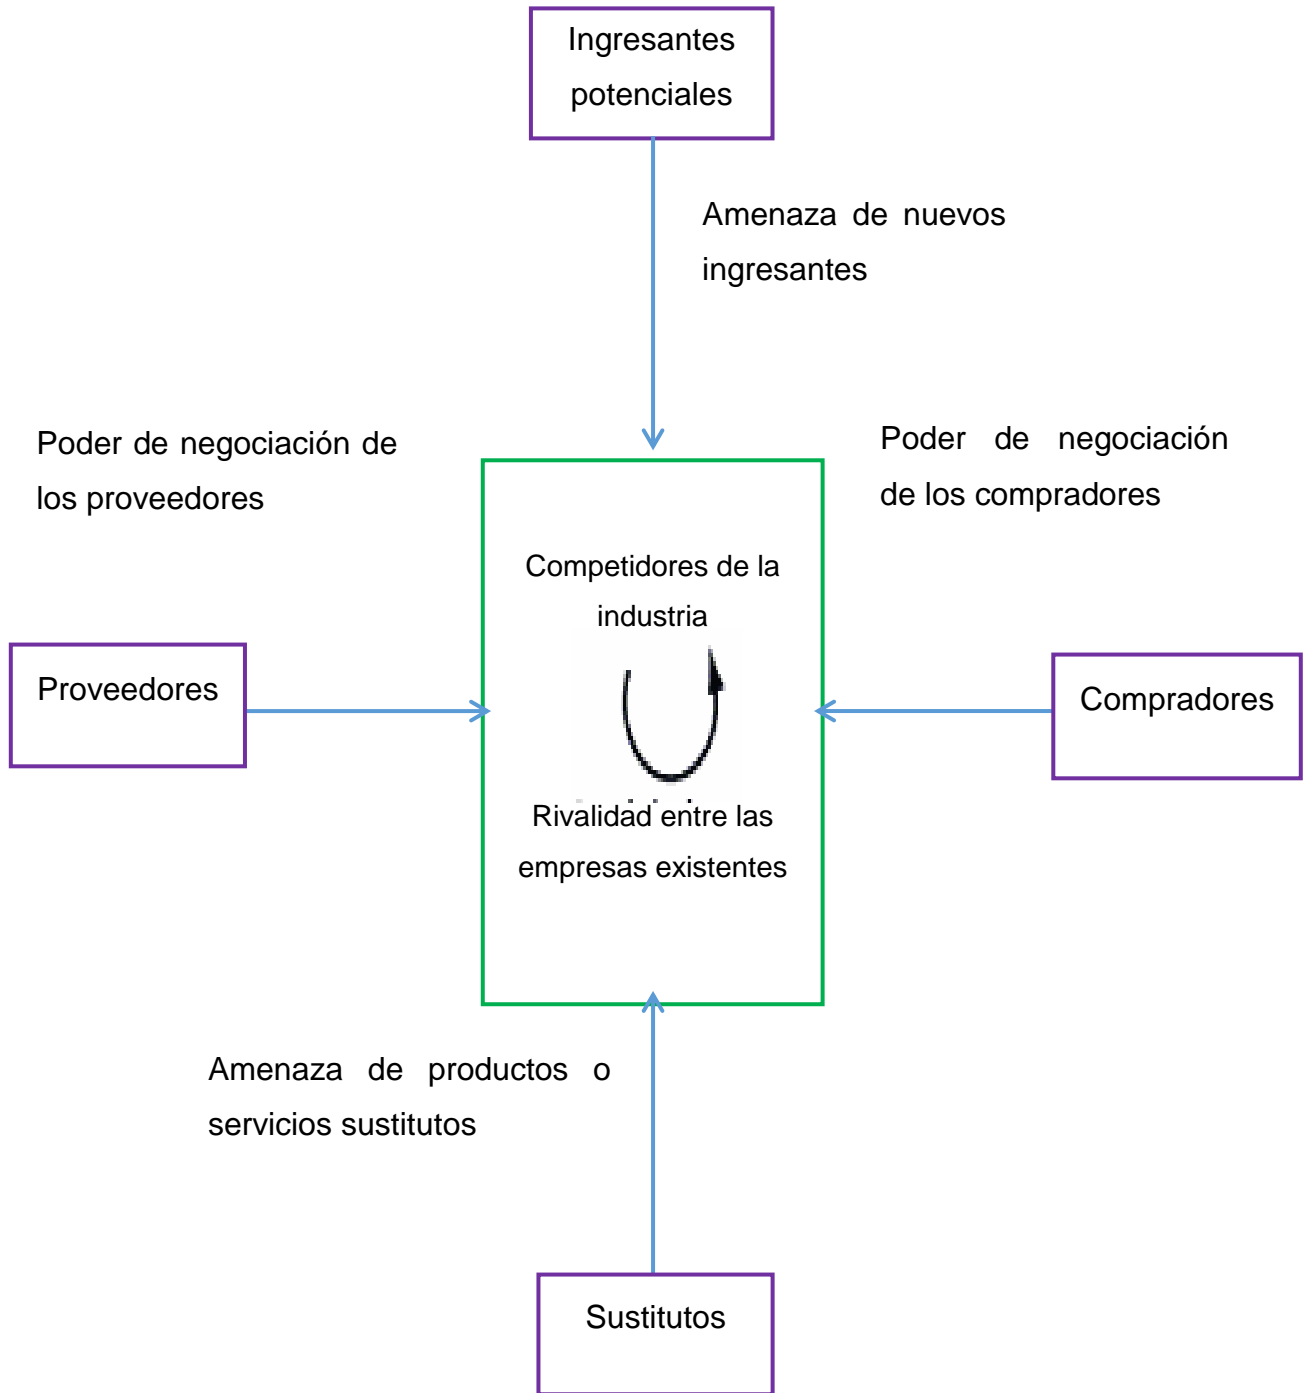 Ingresantes
potenciales
Amenaza de nuevos
ingresantes
Poder de negociación de
los proveedores
Poder de negociación
de los compradores
Competidores de la
industria
Proveedores
Compradores
Rivalidad entre las
empresas existentes
Amenaza de productos o
servicios sustitutos
Sustitutos